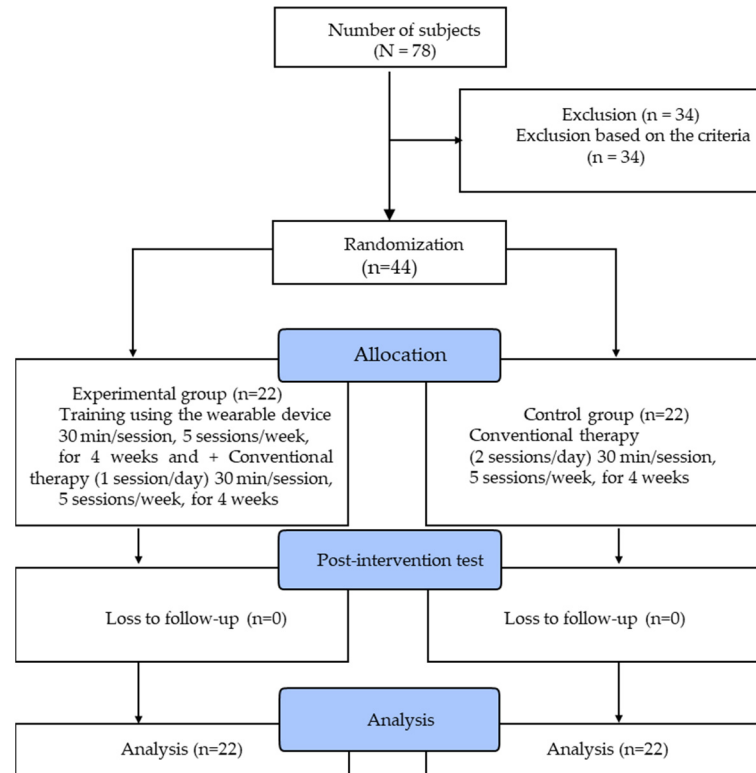 Number of subjects
(N = 78)
Exclusion (n = 34)
Exclusion based on the criteria
(n = 34)
Randomization
(n=44)
Allocation
Experimental group (n=22)
Training using the wearable device
30 min/session, 5 sessions/week,
for 4 weeks and + Conventional
therapy (1 session/day) 30 min/session,
5 sessions/week, for 4 weeks
Control group (n=22)
Conventional therapy
(2 sessions/day) 30 min/session,
5 sessions/week, for 4 weeks
Post-intervention test
Loss to follow-up (n=0)
Loss to follow-up (n=0)
Analysis
Analysis (n=22)
Analysis (n=22)